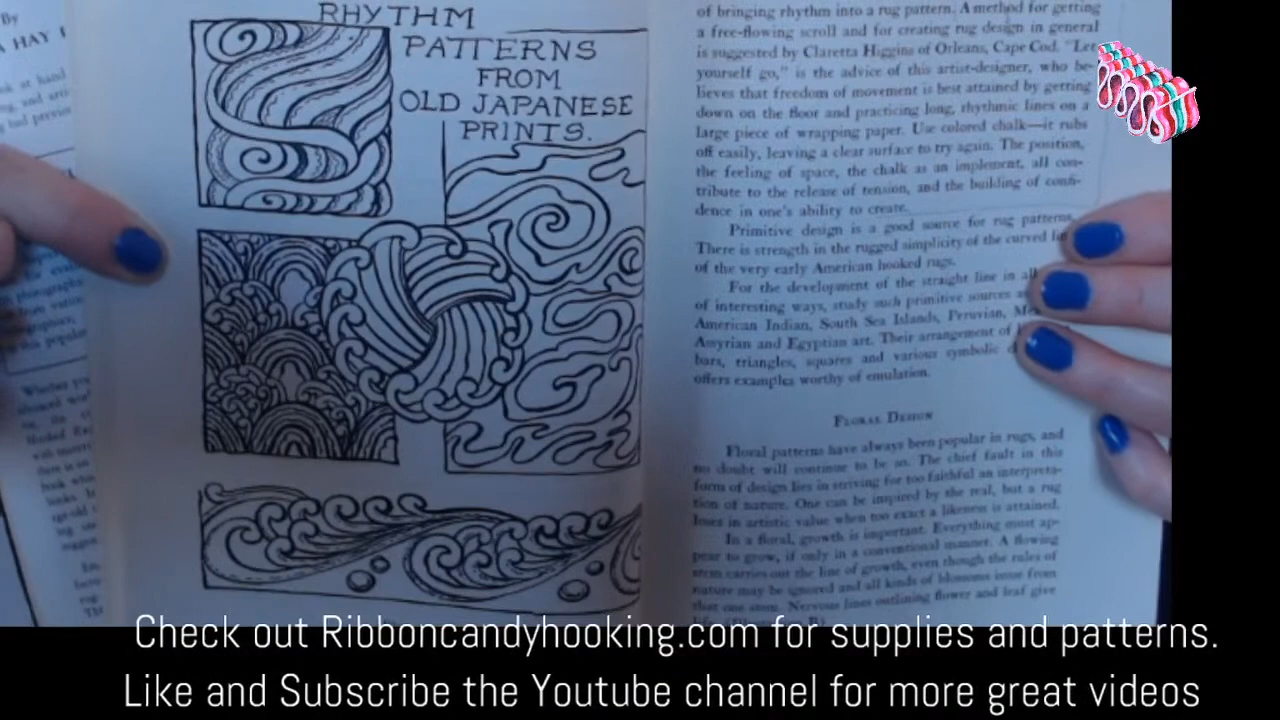 By
A HAY
RHYTHM
PATTERNS
FROM
OLD JAPANESE
PRINTS.
of bringing rhythm into a rug pattern. A method for getting
a free-flowing scroll and for creating rug design in general
is suggested by Claretta Higgins of Orleans, Cape Cod. "Let
yourself go," is the advice of this artist-designer, who be-
lieves that freedom of movement is best attained by getting
down on the floor and practicing long, rhythmic lines on a
large piece of wrapping paper. Use colored chalk—it rubs
off easily, leaving a clear surface to try again. The position,
the feeling of space, the chalk as an implement, all con-
tribute to the release of tension, and the building of confi-
dence in one's ability to create.
Primitive design is a good source for rug patterns.
There is strength in the rugged simplicity of the curved
of the very early American hooked rugs.
For the development of the straight line in all
of interesting ways, study such primitive sources
American Indian, South Sea Islands, Peruvian,
Assyrian and Egyptian art. Their arrangement of
bars, triangles, squares and various symbolic
offers examples worthy of emulation.
FLORAL DESIGN
Floral patterns have always been popular in rugs, and
no doubt will continue to be so. The chief fault in this
form of design lies in striving for too faithful an interpreta-
tion of nature. One can be inspired by the real, but a rug
loses in artistic value when too exact a likeness is attained.
In a floral, growth is important. Everything must ap-
pear to grow, if only in a conventional manner. A flowing
stem carries out the line of growth, even though the rules of
nature may be ignored and all kinds of blossoms issue from
that one stem. Nervous lines outlining flower and leaf give
Check out Ribboncandyhooking.com for supplies and patterns.
Like and Subscribe the Youtube channel for more great videos